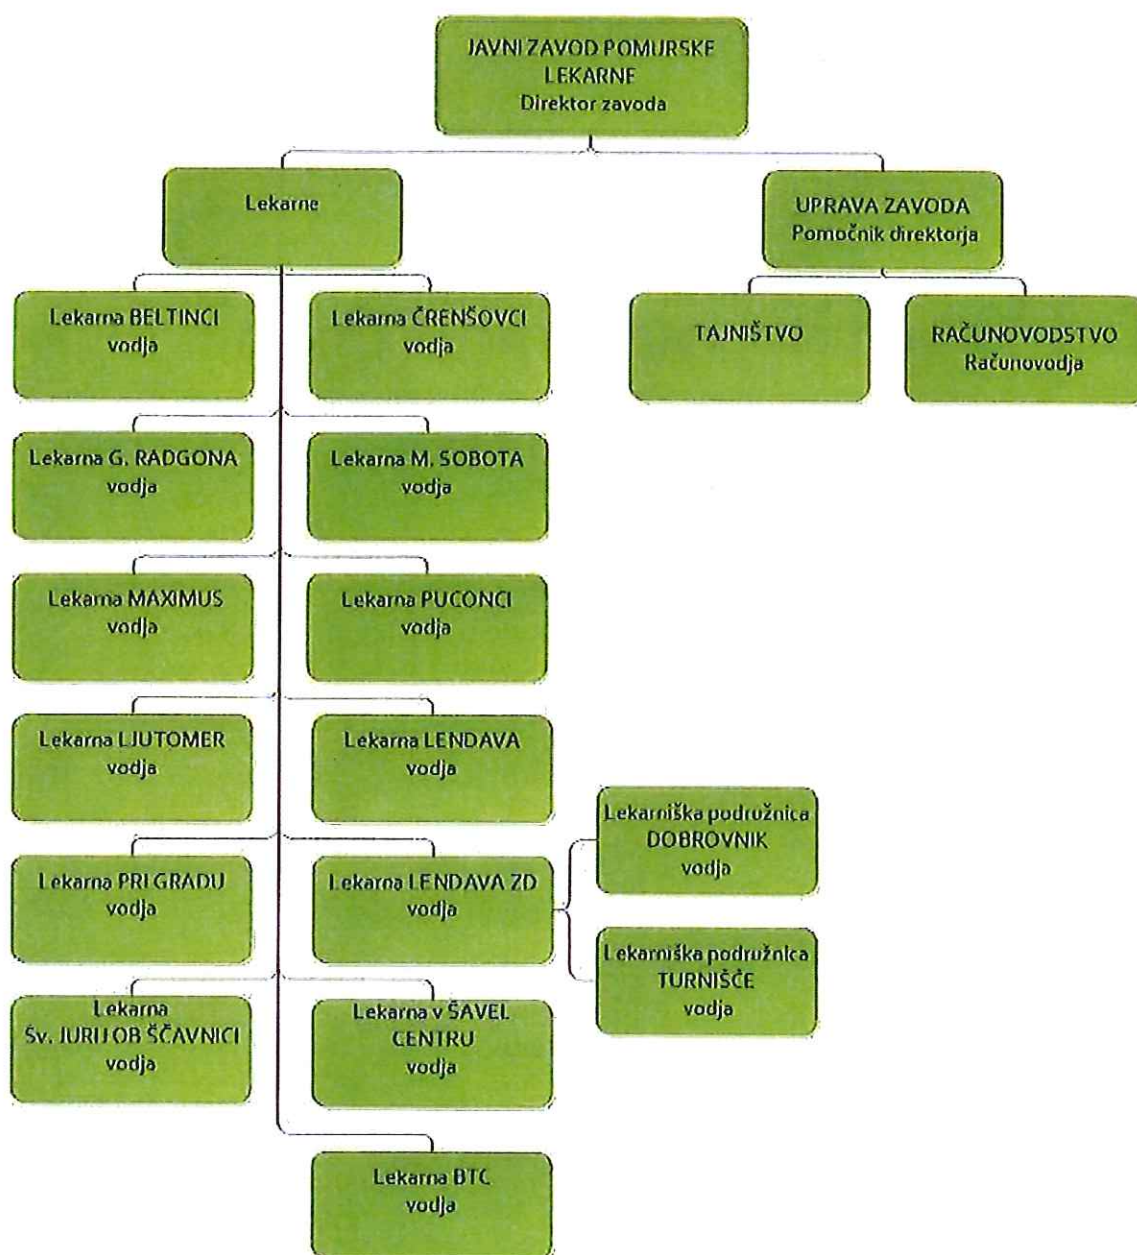 JAVNI ZAVOD POMURSKE
LEKARNE
Direktor zavoda
Lekarne
UPRAVA ZAVODA
Pomočnik direktorja
Lekarna BELTINCI
vodja
Lekarna ČRENŠOVCI
vodja
TAJNIŠTVO
RAČUNOVODSTVO
Računovodja
Lekarna G. RADGONA
vodja
Lekarna M. SOBOTA
vodja
Lekarna MAXIMUS
vodja
Lekarna PUCONCI
vodja
Lekarna LJUTOMER
vodja
Lekarna LENDAVA
vodja
Lekarniška podružnica
DOBROVNIK
vodja
Lekarna PRI GRADU
vodja
Lekarna LENDAVA ZD
vodja
Lekarniška podružnica
TURNIŠČE
vodja
Lekarna
Šv. JURIJ OB ŠČAVNICI
vodja
Lekarna v ŠAVEL
CENTRU
vodja
Lekarna BTC
vodja